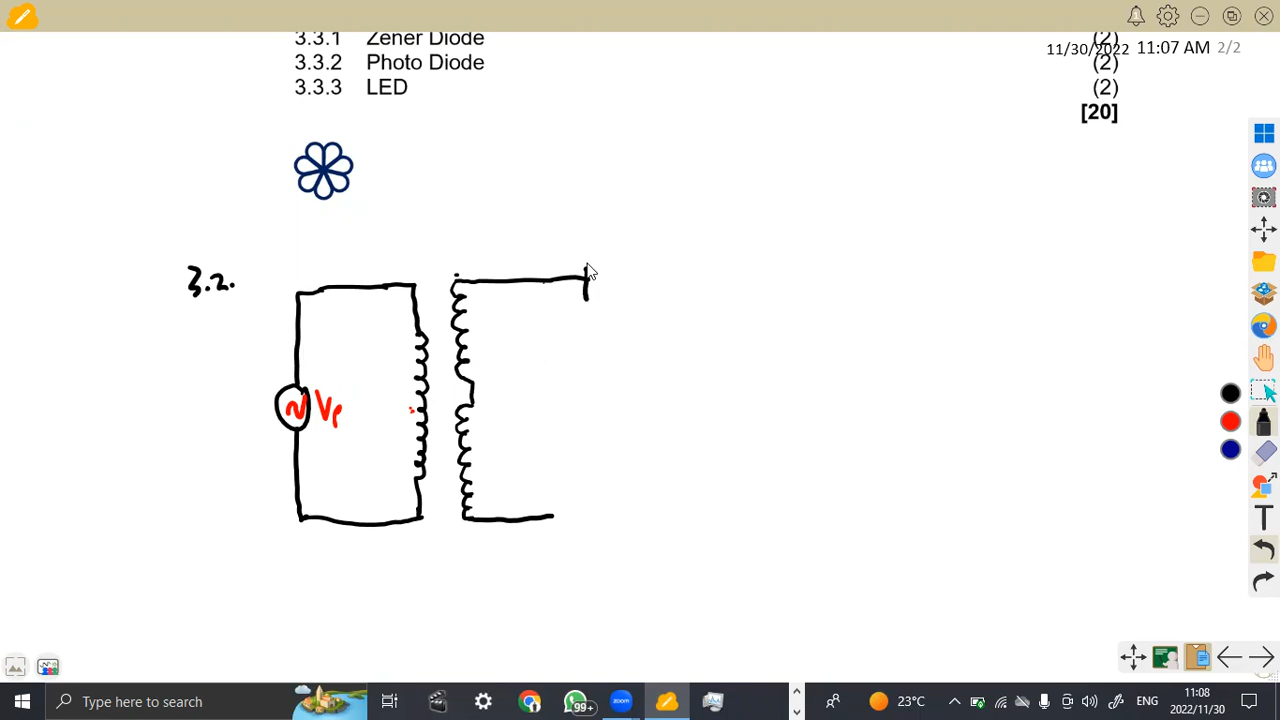 3.3.1 Zener Diode (2)
11/30/2022 11:07 AM 2/2
3.3.2 Photo Diode (2)
3.3.3 LED (2)
[20]
3.2.
Vp
T
99+
zoom
Type here to search
23°C
ENG
11:08
2022/11/30